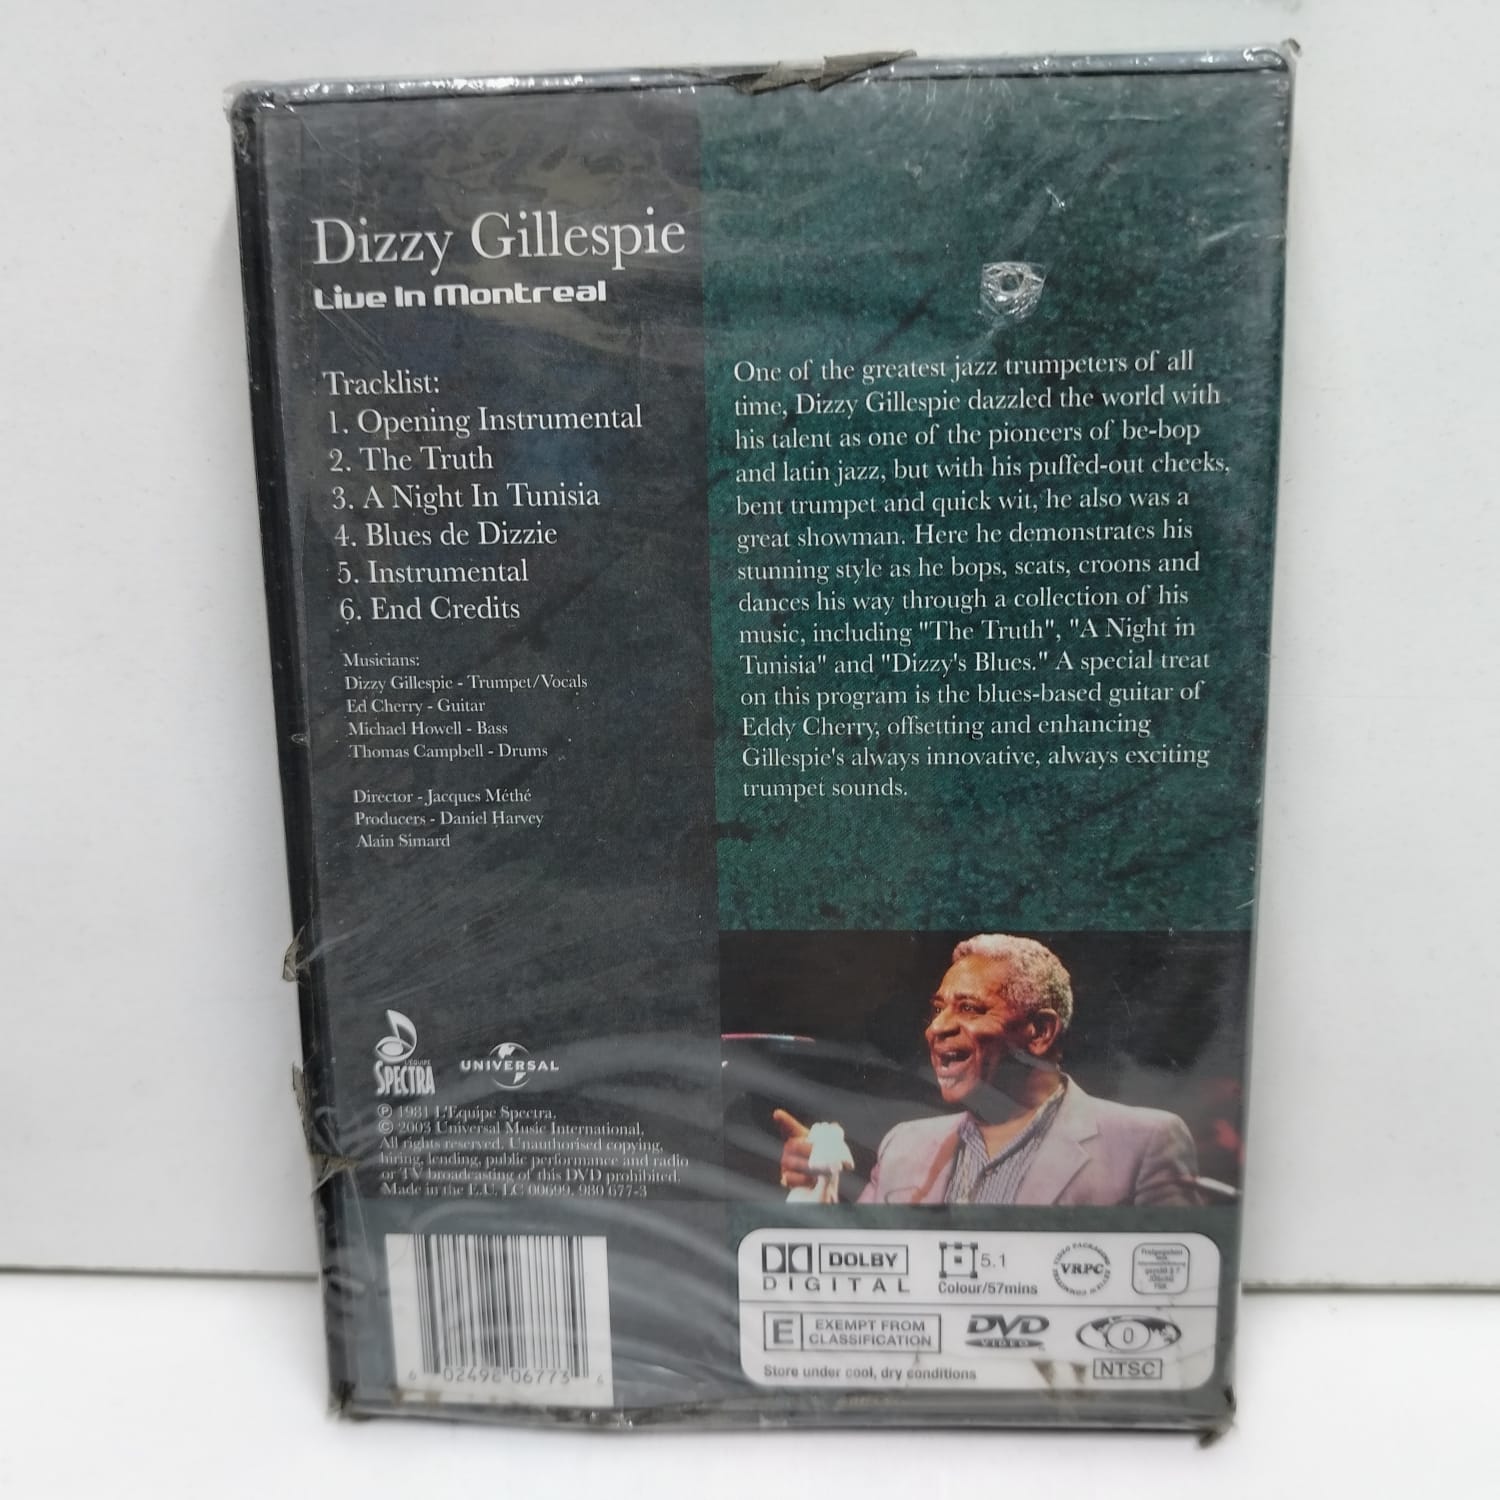 Dizzy Gillespie
Live In Montreal
Tracklist:
1. Opening Instrumental
2. The Truth
3. A Night In Tunisia
4. Blues de Dizzie
5. Instrumental
6. End Credits
Musicians:
Dizzy Gillespie - Trumpet/Vocals
Ed Cherry - Guitar
Michael Howell - Bass
Thomas Campbell - Drums
Director - Jacques Méthé
Producers - Daniel Harvey
Alain Simard
One of the greatest jazz trumpeters of all
time, Dizzy Gillespie dazzled the world with
his talent as one of the pioneers of be-bop
and latin jazz, but with his puffed-out cheeks,
bent trumpet and quick wit, he also was a
great showman. Here he demonstrates his
stunning style as he bops, scats, croons and
dances his way through a collection of his
music, including "The Truth", "A Night in
Tunisia" and "Dizzy's Blues." A special treat
on this program is the blues-based guitar of
Eddy Cherry, offsetting and enhancing
Gillespie's always innovative, always exciting
trumpet sounds.
L'ÉQUIPE
SPECTRA
UNIVERSAL
℗ 1981 L'Equipe Spectra.
© 2003 Universal Music International.
All rights reserved. Unauthorised copying,
hiring, lending, public performance and radio
or TV broadcasting of this DVD prohibited.
Made in the E.U. LC 00699. 980 677-3
6 02498 06773 4
DOLBY
DIGITAL
5.1
Colour/57mins
VRPC
E
EXEMPT FROM
CLASSIFICATION
DVD
VIDEO
0
NTSC
Store under cool, dry conditions